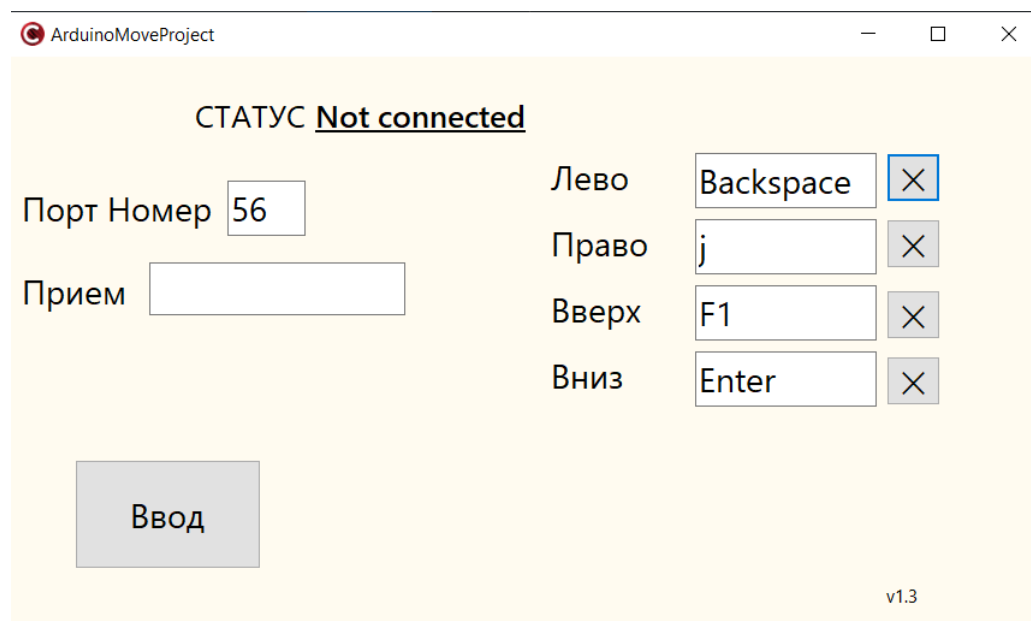 ArduinoMoveProject
СТАТУС Not connected
Порт Номер 56
Прием
Ввод
Лево Backspace
Право j
Вверх F1
Вниз Enter
v1.3